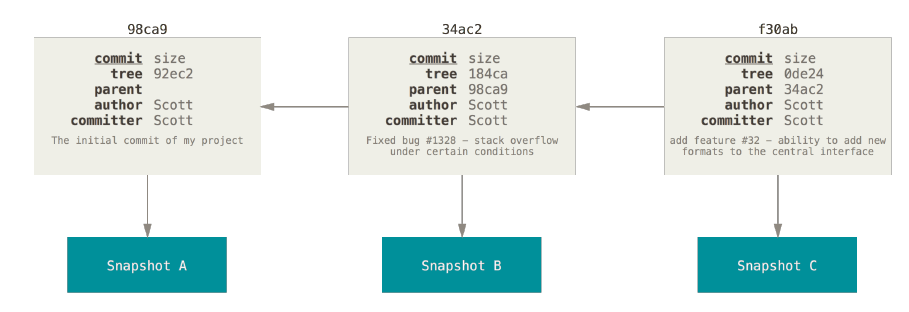 98ca9
commit size
tree 92ec2
parent
author Scott
committer Scott
The initial commit of my project
Snapshot A
34ac2
commit size
tree 184ca
parent 98ca9
author Scott
committer Scott
Fixed bug #1328 – stack overflow
under certain conditions
Snapshot B
f30ab
commit size
tree 0de24
parent 34ac2
author Scott
committer Scott
add feature #32 – ability to add new
formats to the central interface
Snapshot C